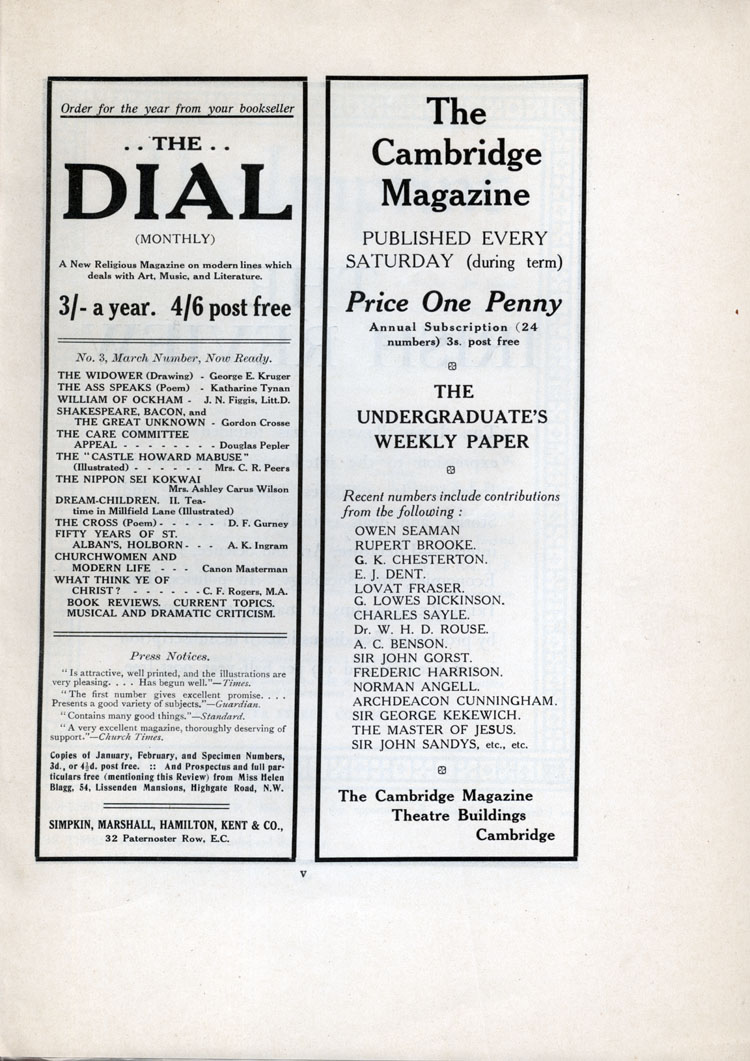 Order for the year from your bookseller
. . THE . .
DIAL
(MONTHLY)
A New Religious Magazine on modern lines which
deals with Art, Music, and Literature.
3/- a year. 4/6 post free
No. 3, March Number, Now Ready.
THE WIDOWER (Drawing) - George E. Kruger
THE ASS SPEAKS (Poem) - Katharine Tynan
WILLIAM OF OCKHAM - J. N. Figgis, Litt.D.
SHAKESPEARE, BACON, and
THE GREAT UNKNOWN - Gordon Crosse
THE CARE COMMITTEE
APPEAL - - - - - - - - Douglas Pepler
THE "CASTLE HOWARD MABUSE"
(Illustrated) - - - - - - Mrs. C. R. Peers
THE NIPPON SEI KOKWAI
Mrs. Ashley Carus Wilson
DREAM-CHILDREN. II. Tea-
time in Millfield Lane (Illustrated)
THE CROSS (Poem) - - - - - D. F. Gurney
FIFTY YEARS OF ST.
ALBAN'S, HOLBORN - - - A. K. Ingram
CHURCHWOMEN AND
MODERN LIFE - - - Canon Masterman
WHAT THINK YE OF
CHRIST? - - - - - - C. F. Rogers, M.A.
BOOK REVIEWS. CURRENT TOPICS.
MUSICAL AND DRAMATIC CRITICISM.
Press Notices.
"Is attractive, well printed, and the illustrations are
very pleasing. . . . Has begun well."—Times.
"The first number gives excellent promise. . . .
Presents a good variety of subjects."—Guardian.
"Contains many good things."—Standard.
"A very excellent magazine, thoroughly deserving of
support."—Church Times.
Copies of January, February, and Specimen Numbers,
3d., or 4½d. post free. :: And Prospectus and full par-
ticulars free (mentioning this Review) from Miss Helen
Blagg, 54, Lissenden Mansions, Highgate Road, N.W.
SIMPKIN, MARSHALL, HAMILTON, KENT & CO.,
32 Paternoster Row, E.C.
The
Cambridge
Magazine
PUBLISHED EVERY
SATURDAY (during term)
Price One Penny
Annual Subscription (24
numbers) 3s. post free
THE
UNDERGRADUATE'S
WEEKLY PAPER
Recent numbers include contributions
from the following :
OWEN SEAMAN
RUPERT BROOKE.
G. K. CHESTERTON.
E. J. DENT.
LOVAT FRASER.
G. LOWES DICKINSON.
CHARLES SAYLE.
Dr. W. H. D. ROUSE.
A. C. BENSON.
SIR JOHN GORST.
FREDERIC HARRISON.
NORMAN ANGELL.
ARCHDEACON CUNNINGHAM.
SIR GEORGE KEKEWICH.
THE MASTER OF JESUS.
SIR JOHN SANDYS, etc., etc.
The Cambridge Magazine
Theatre Buildings
Cambridge
v